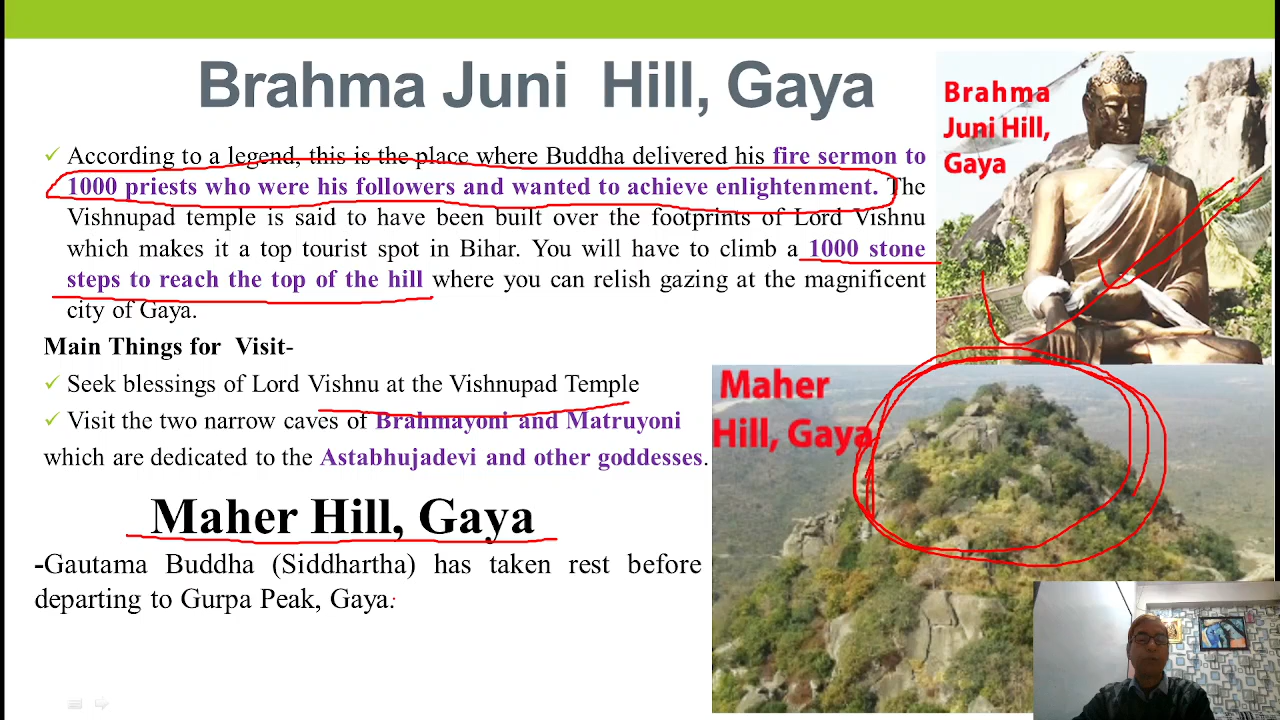 Brahma Juni Hill, Gaya
According to a legend, this is the place where Buddha delivered his fire sermon to
1000 priests who were his followers and wanted to achieve enlightenment. The
Vishnupad temple is said to have been built over the footprints of Lord Vishnu
which makes it a top tourist spot in Bihar. You will have to climb a 1000 stone
steps to reach the top of the hill where you can relish gazing at the magnificent
city of Gaya.
Main Things for Visit-
Seek blessings of Lord Vishnu at the Vishnupad Temple
Visit the two narrow caves of Brahmayoni and Matruyoni
which are dedicated to the Astabhujadevi and other goddesses.
Maher Hill, Gaya
-Gautama Buddha (Siddhartha) has taken rest before
departing to Gurpa Peak, Gaya:
Brahma
Juni Hill,
Gaya
Maher
Hill, Gaya